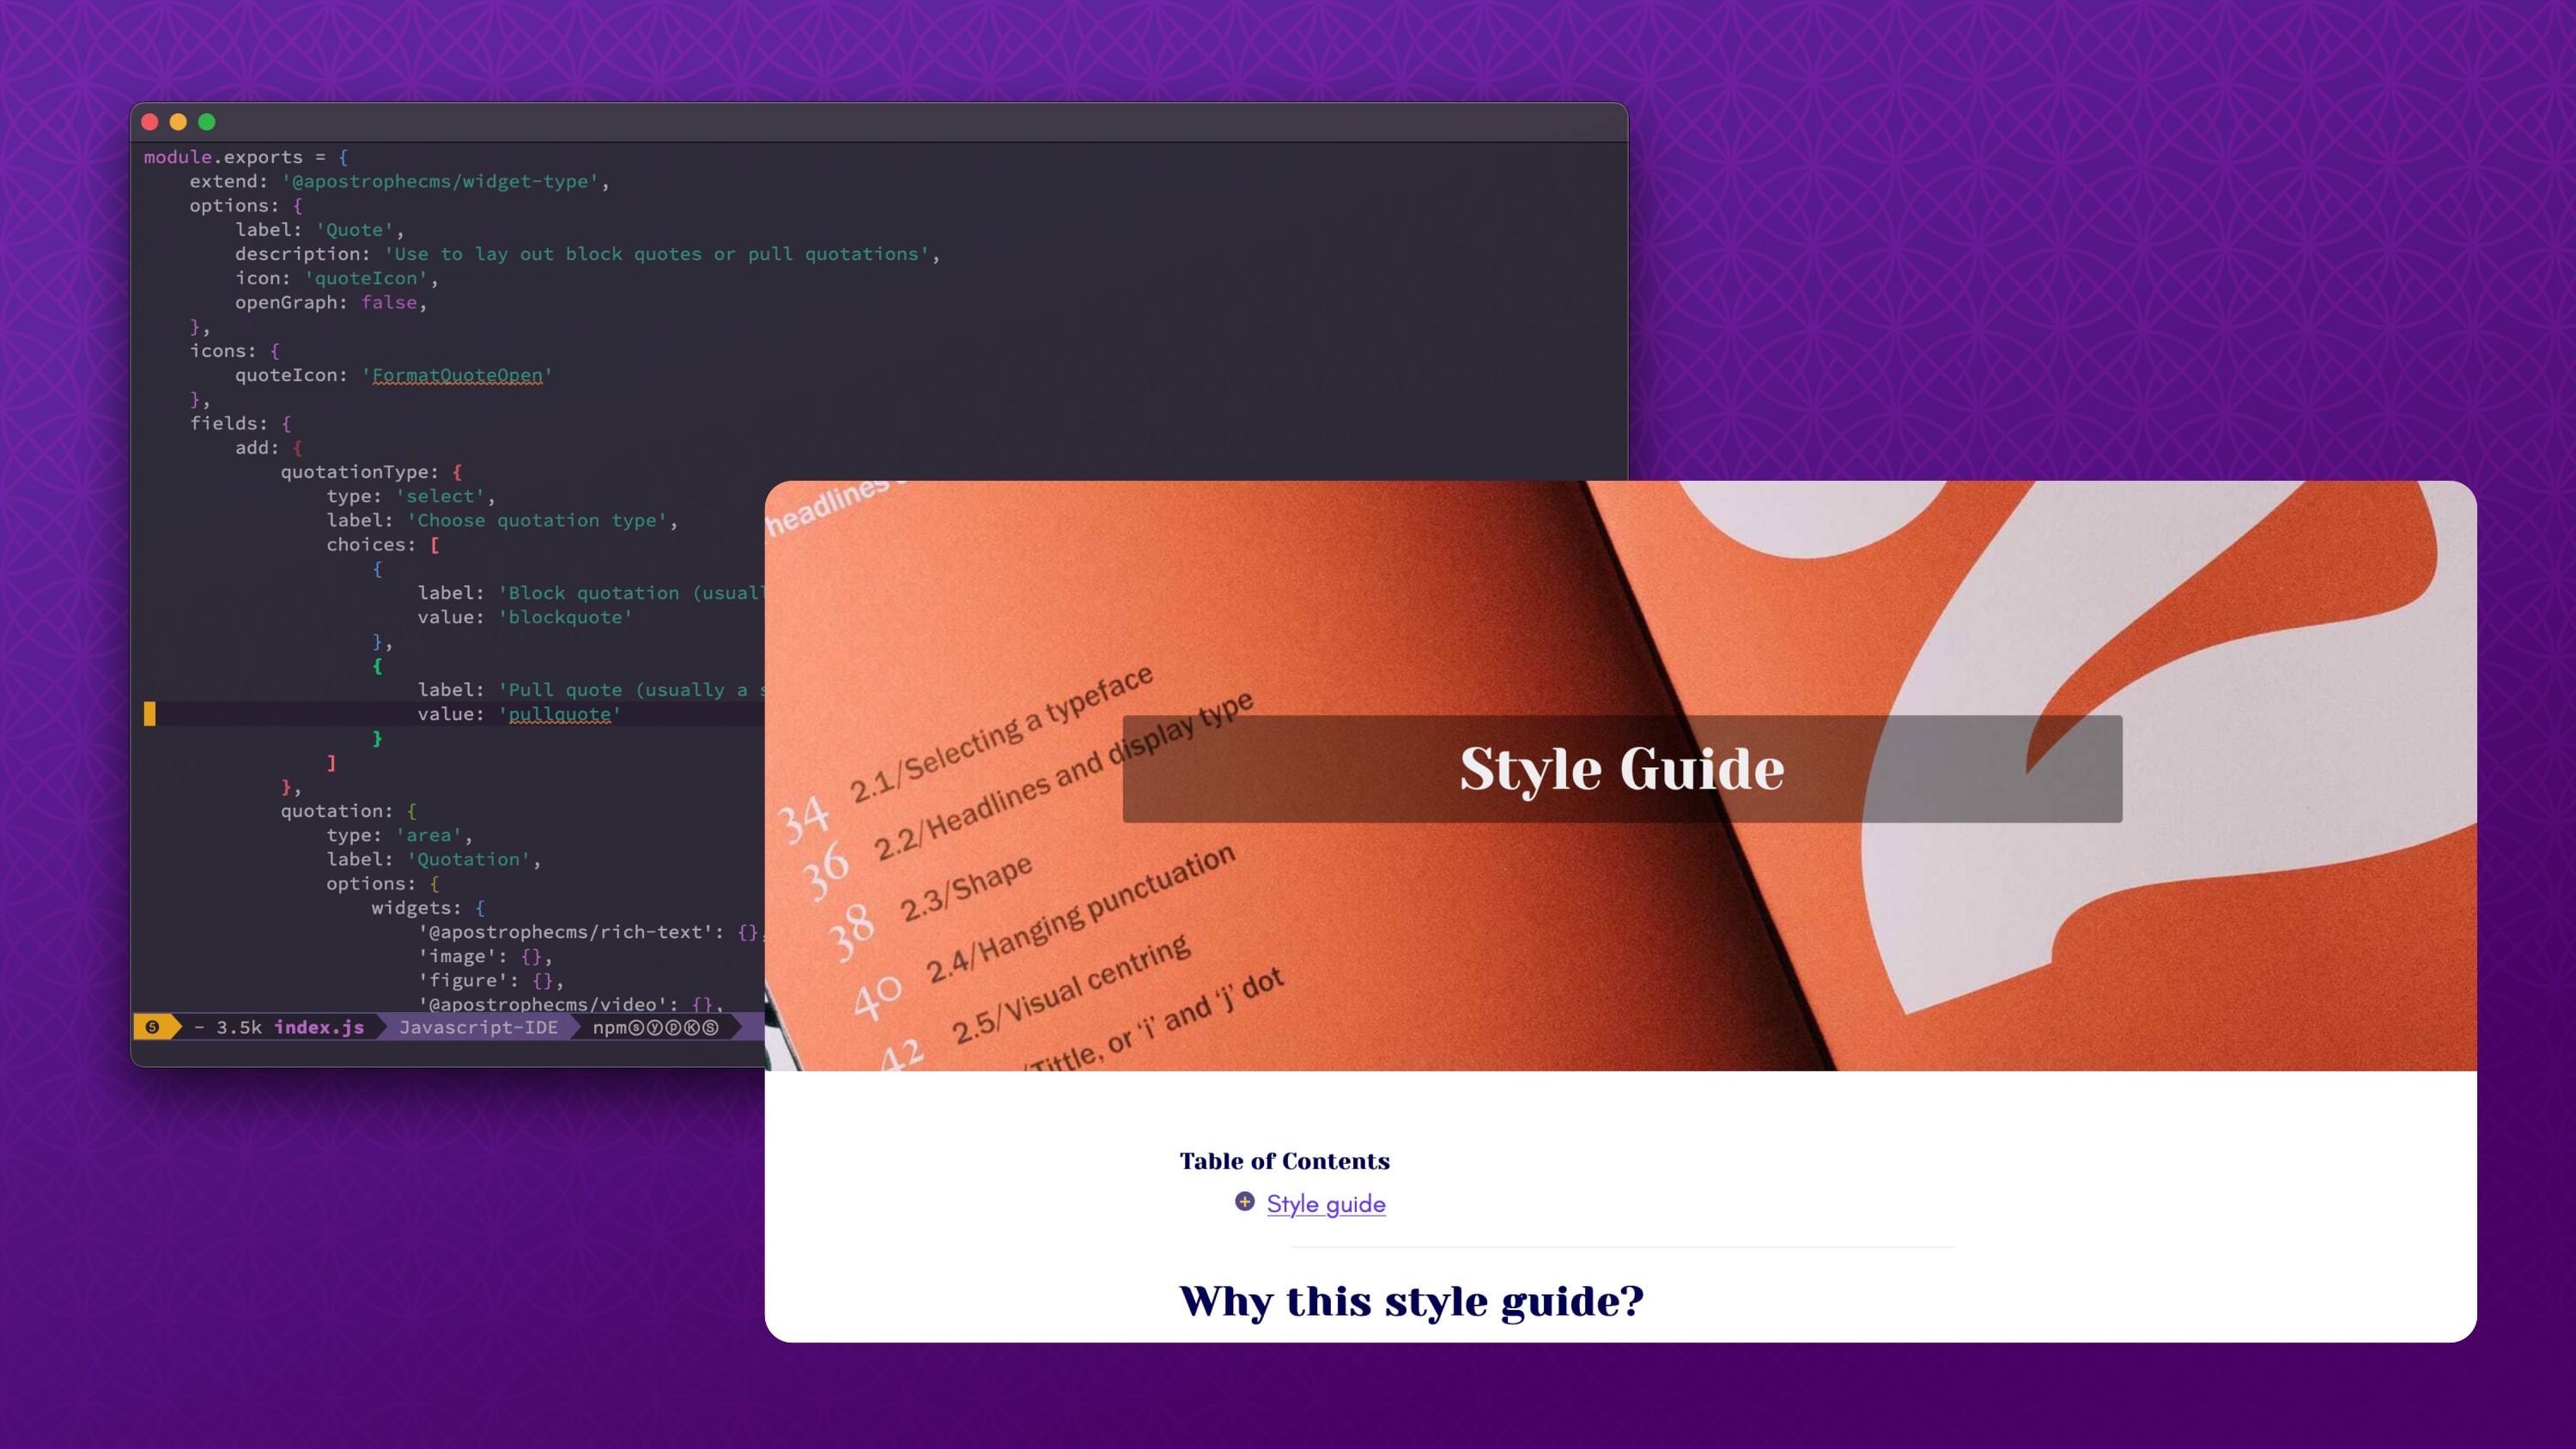 module.exports = {
extend: '@apostrophecms/widget-type',
options: {
label: 'Quote',
description: 'Use to lay out block quotes or pull quotations',
icon: 'quoteIcon',
openGraph: false,
},
icons: {
quoteIcon: 'FormatQuoteOpen'
},
fields: {
add: {
quotationType: {
type: 'select',
label: 'Choose quotation type',
choices: [
{
label: 'Block quotation (usuall
value: 'blockquote'
},
{
label: 'Pull quote (usually a s
value: 'pullquote'
}
]
},
quotation: {
type: 'area',
label: 'Quotation',
options: {
widgets: {
'@apostrophecms/rich-text': {},
'image': {},
'figure': {},
'@apostrophecms/video': {},
❺ - 3.5k index.js Javascript-IDE npmⓢⓨⓟⓀⓈ
headlines
34 2.1/Selecting a typeface
36 2.2/Headlines and display type
38 2.3/Shape
40 2.4/Hanging punctuation
42 2.5/Visual centring
/Tittle, or ‘i’ and ‘j’ dot
Style Guide
Table of Contents
Style guide
Why this style guide?